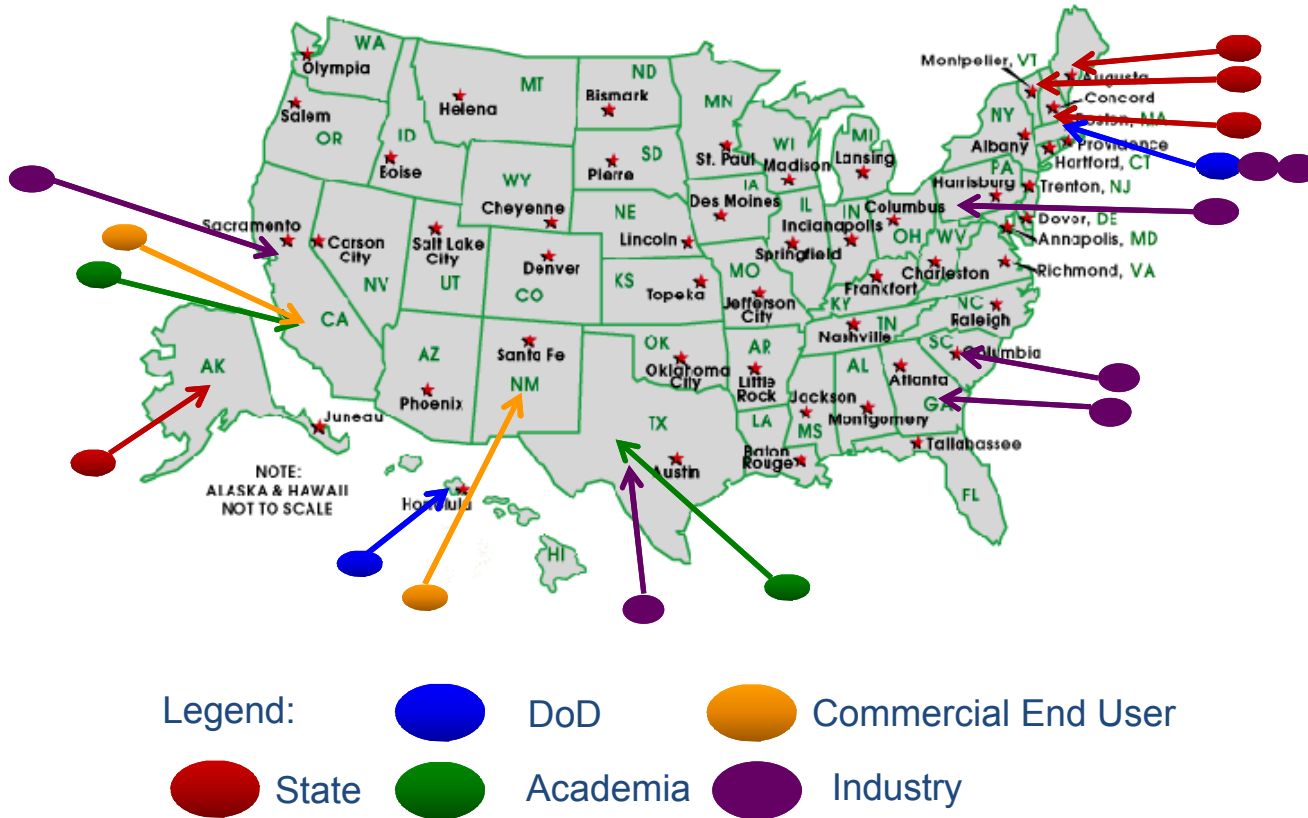 WA
Olympia
Salem
OR
ID
Boise
MT
Helena
ND
Bismark
SD
Pierre
MN
St. Paul
WI
Madison
MI
Lansing
Montpelier, VT
Augusta
Concord
Boston, MA
NY
Albany
Providence
Hartford, CT
PA
Harrisburg
Trenton, NJ
Dover, DE
Annapolis, MD
Richmond, VA
WY
Cheyenne
NE
Lincoln
IA
Des Moines
IL
Springfield
IN
Indianapolis
Columbus
OH
WV
Charleston
Sacramento
Carson
City
NV
Salt Lake
City
UT
Denver
CO
KS
Topeka
MO
Jefferson
City
KY
Frankfort
CA
AZ
Phoenix
Santa Fe
NM
OK
Oklahoma
City
AR
Little
Rock
Nashville
TN
NC
Raleigh
SC
Columbia
AL
Montgomery
Atlanta
GA
Jackson
MS
LA
Baton
Rouge
TX
Austin
Tallahassee
FL
AK
Juneau
NOTE:
ALASKA & HAWAII
NOT TO SCALE
Honolulu
HI
Legend:
DoD
Commercial End User
State
Academia
Industry